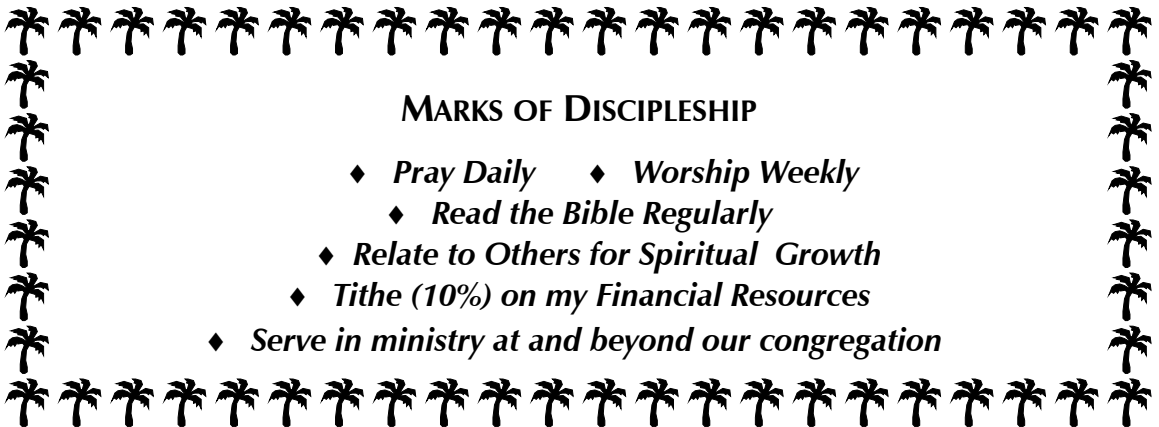 MARKS OF DISCIPLESHIP
♦ Pray Daily ♦ Worship Weekly
♦ Read the Bible Regularly
♦ Relate to Others for Spiritual Growth
♦ Tithe (10%) on my Financial Resources
♦ Serve in ministry at and beyond our congregation